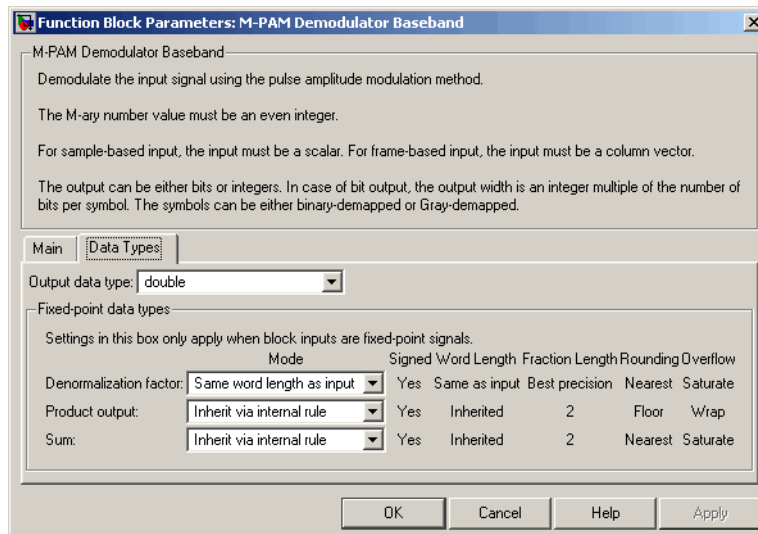 Function Block Parameters: M-PAM Demodulator Baseband
M-PAM Demodulator Baseband
Demodulate the input signal using the pulse amplitude modulation method.
The M-ary number value must be an even integer.
For sample-based input, the input must be a scalar. For frame-based input, the input must be a column vector.
The output can be either bits or integers. In case of bit output, the output width is an integer multiple of the number of
bits per symbol. The symbols can be either binary-demapped or Gray-demapped.
Main Data Types
Output data type: double
Fixed-point data types
Settings in this box only apply when block inputs are fixed-point signals.
Mode Signed Word Length Fraction Length Rounding Overflow
Denormalization factor: Same word length as input Yes Same as input Best precision Nearest Saturate
Product output: Inherit via internal rule Yes Inherited 2 Floor Wrap
Sum: Inherit via internal rule Yes Inherited 2 Nearest Saturate
OK Cancel Help Apply